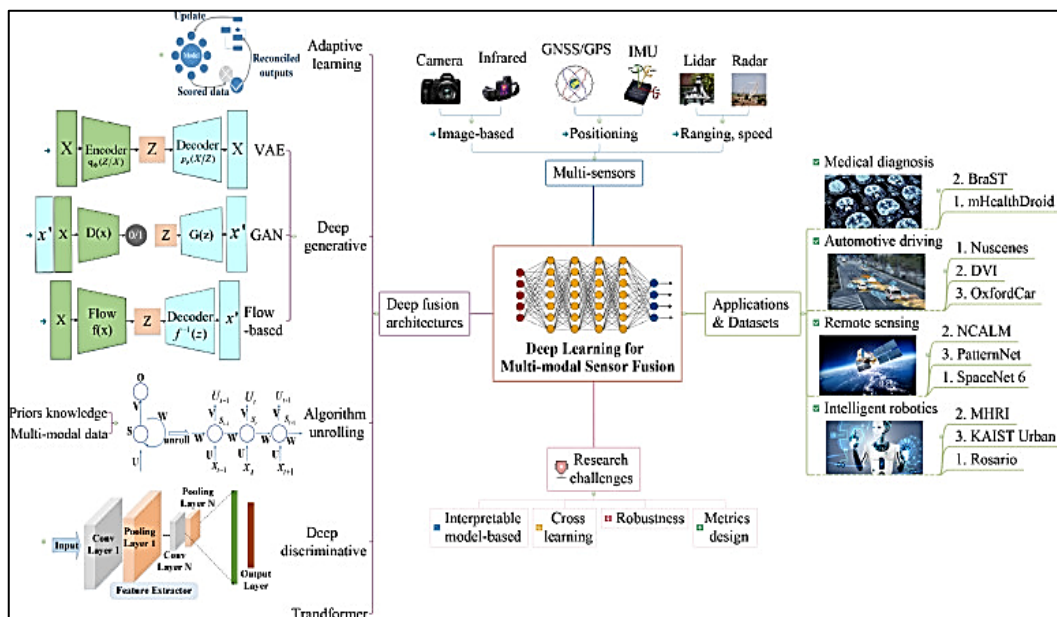 Update
Model
Reconciled
outputs
Scored data
Adaptive
learning
X
Encoder
Z
Decoder
X
VAE
x'
X
D(x)
0/1
Z
G(z)
x'
GAN
X
Flow
f(x)
Z
Decoder
f⁻¹(z)
x'
Flow
-based
Deep
generative
Priors knowledge
Multi-modal data
O
V
S
W
U
unroll
W
W
W
W
V
V
V
U
U
U
Algorithm
unrolling
Input
Conv
Layer 1
Pooling
Layer 1
Conv
Layer N
Pooling
Layer N
Output
Layer
Feature Extractor
Deep
discriminative
Trandformer
Deep fusion
architectures
Camera
Infrared
GNSS/GPS
IMU
Lidar
Radar
Image-based
Positioning
Ranging, speed
Multi-sensors
Deep Learning for
Multi-modal Sensor Fusion
Research
challenges
Interpretable
model-based
Cross
learning
Robustness
Metrics
design
Applications
& Datasets
Medical diagnosis
2. BraST
1. mHealthDroid
Automotive driving
1. Nuscenes
2. DVI
3. OxfordCar
Remote sensing
2. NCALM
3. PatternNet
1. SpaceNet 6
Intelligent robotics
2. MHRI
3. KAIST Urban
1. Rosario